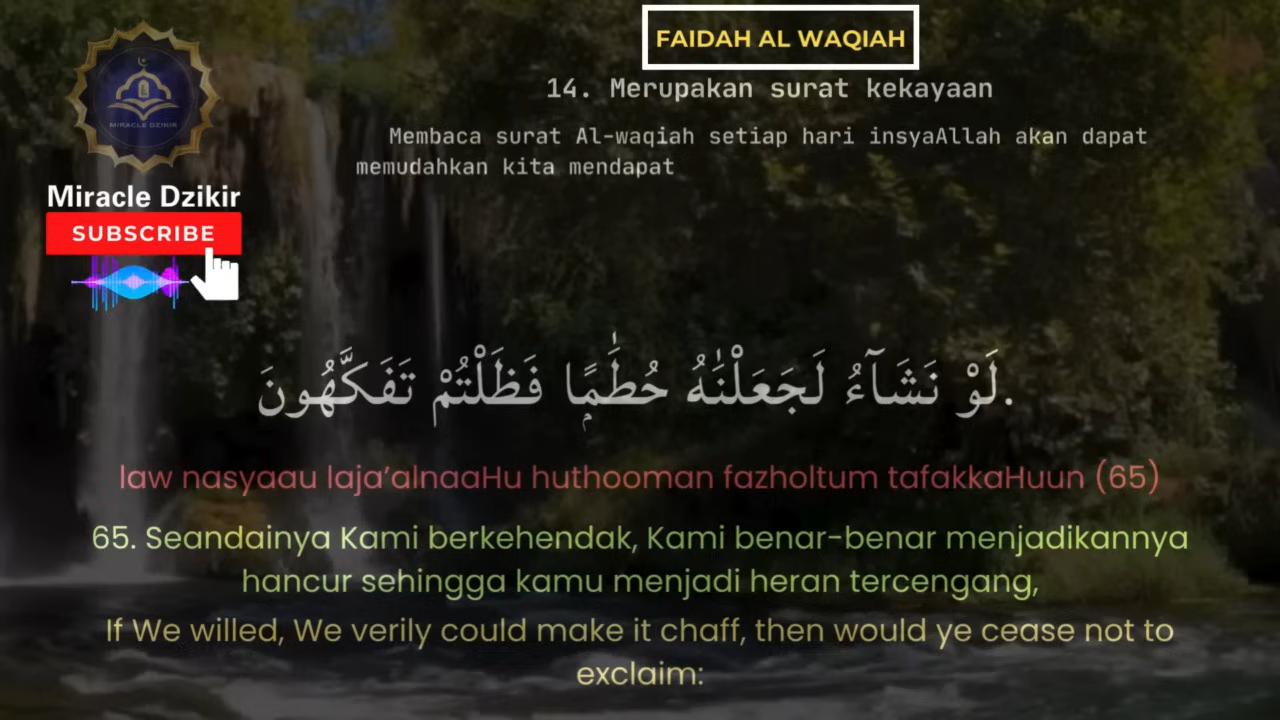 FAIDAH AL WAQIAH
14. Merupakan surat kekayaan
Membaca surat Al-waqiah setiap hari insyaAllah akan dapat
memudahkan kita mendapat
MIRACLE DZIKIR
Miracle Dzikir
SUBSCRIBE
لَوْ نَشَآءُ لَجَعَلْنَٰهُ حُطَٰمًۭا فَظَلْتُمْ تَفَكَّهُونَ.
law nasyaau laja’alnaaHu huthooman fazholtum tafakkaHuun (65)
65. Seandainya Kami berkehendak, Kami benar-benar menjadikannya
hancur sehingga kamu menjadi heran tercengang,
If We willed, We verily could make it chaff, then would ye cease not to
exclaim: